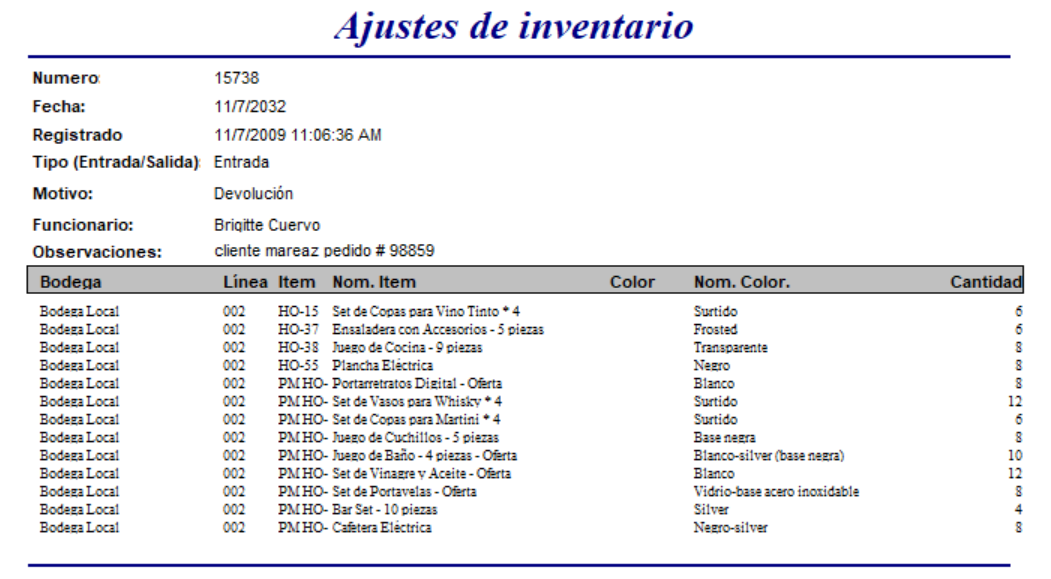 Ajustes de inventario
Numero: 15738
Fecha: 11/7/2032
Registrado 11/7/2009 11:06:36 AM
Tipo (Entrada/Salida): Entrada
Motivo: Devolución
Funcionario: Brigitte Cuervo
Observaciones: cliente mareaz pedido # 98859
Bodega Línea Item Nom. Item Color Nom. Color. Cantidad
Bodega Local 002 HO-15 Set de Copas para Vino Tinto * 4 Surtido 6
Bodega Local 002 HO-37 Ensaladera con Accesorios - 5 piezas Frosted 6
Bodega Local 002 HO-38 Juego de Cocina - 9 piezas Transparente 8
Bodega Local 002 HO-55 Plancha Eléctrica Negro 8
Bodega Local 002 PM HO- Portarretratos Digital - Oferta Blanco 8
Bodega Local 002 PM HO- Set de Vasos para Whisky * 4 Surtido 12
Bodega Local 002 PM HO- Set de Copas para Martini * 4 Surtido 6
Bodega Local 002 PM HO- Juego de Cuchillos - 5 piezas Base negra 8
Bodega Local 002 PM HO- Juego de Baño - 4 piezas - Oferta Blanco-silver (base negra) 10
Bodega Local 002 PM HO- Set de Vinagre y Aceite - Oferta Blanco 12
Bodega Local 002 PM HO- Set de Portavelas - Oferta Vidrio-base acero inoxidable 8
Bodega Local 002 PM HO- Bar Set - 10 piezas Silver 4
Bodega Local 002 PM HO- Cafetera Eléctrica Negro-silver 8